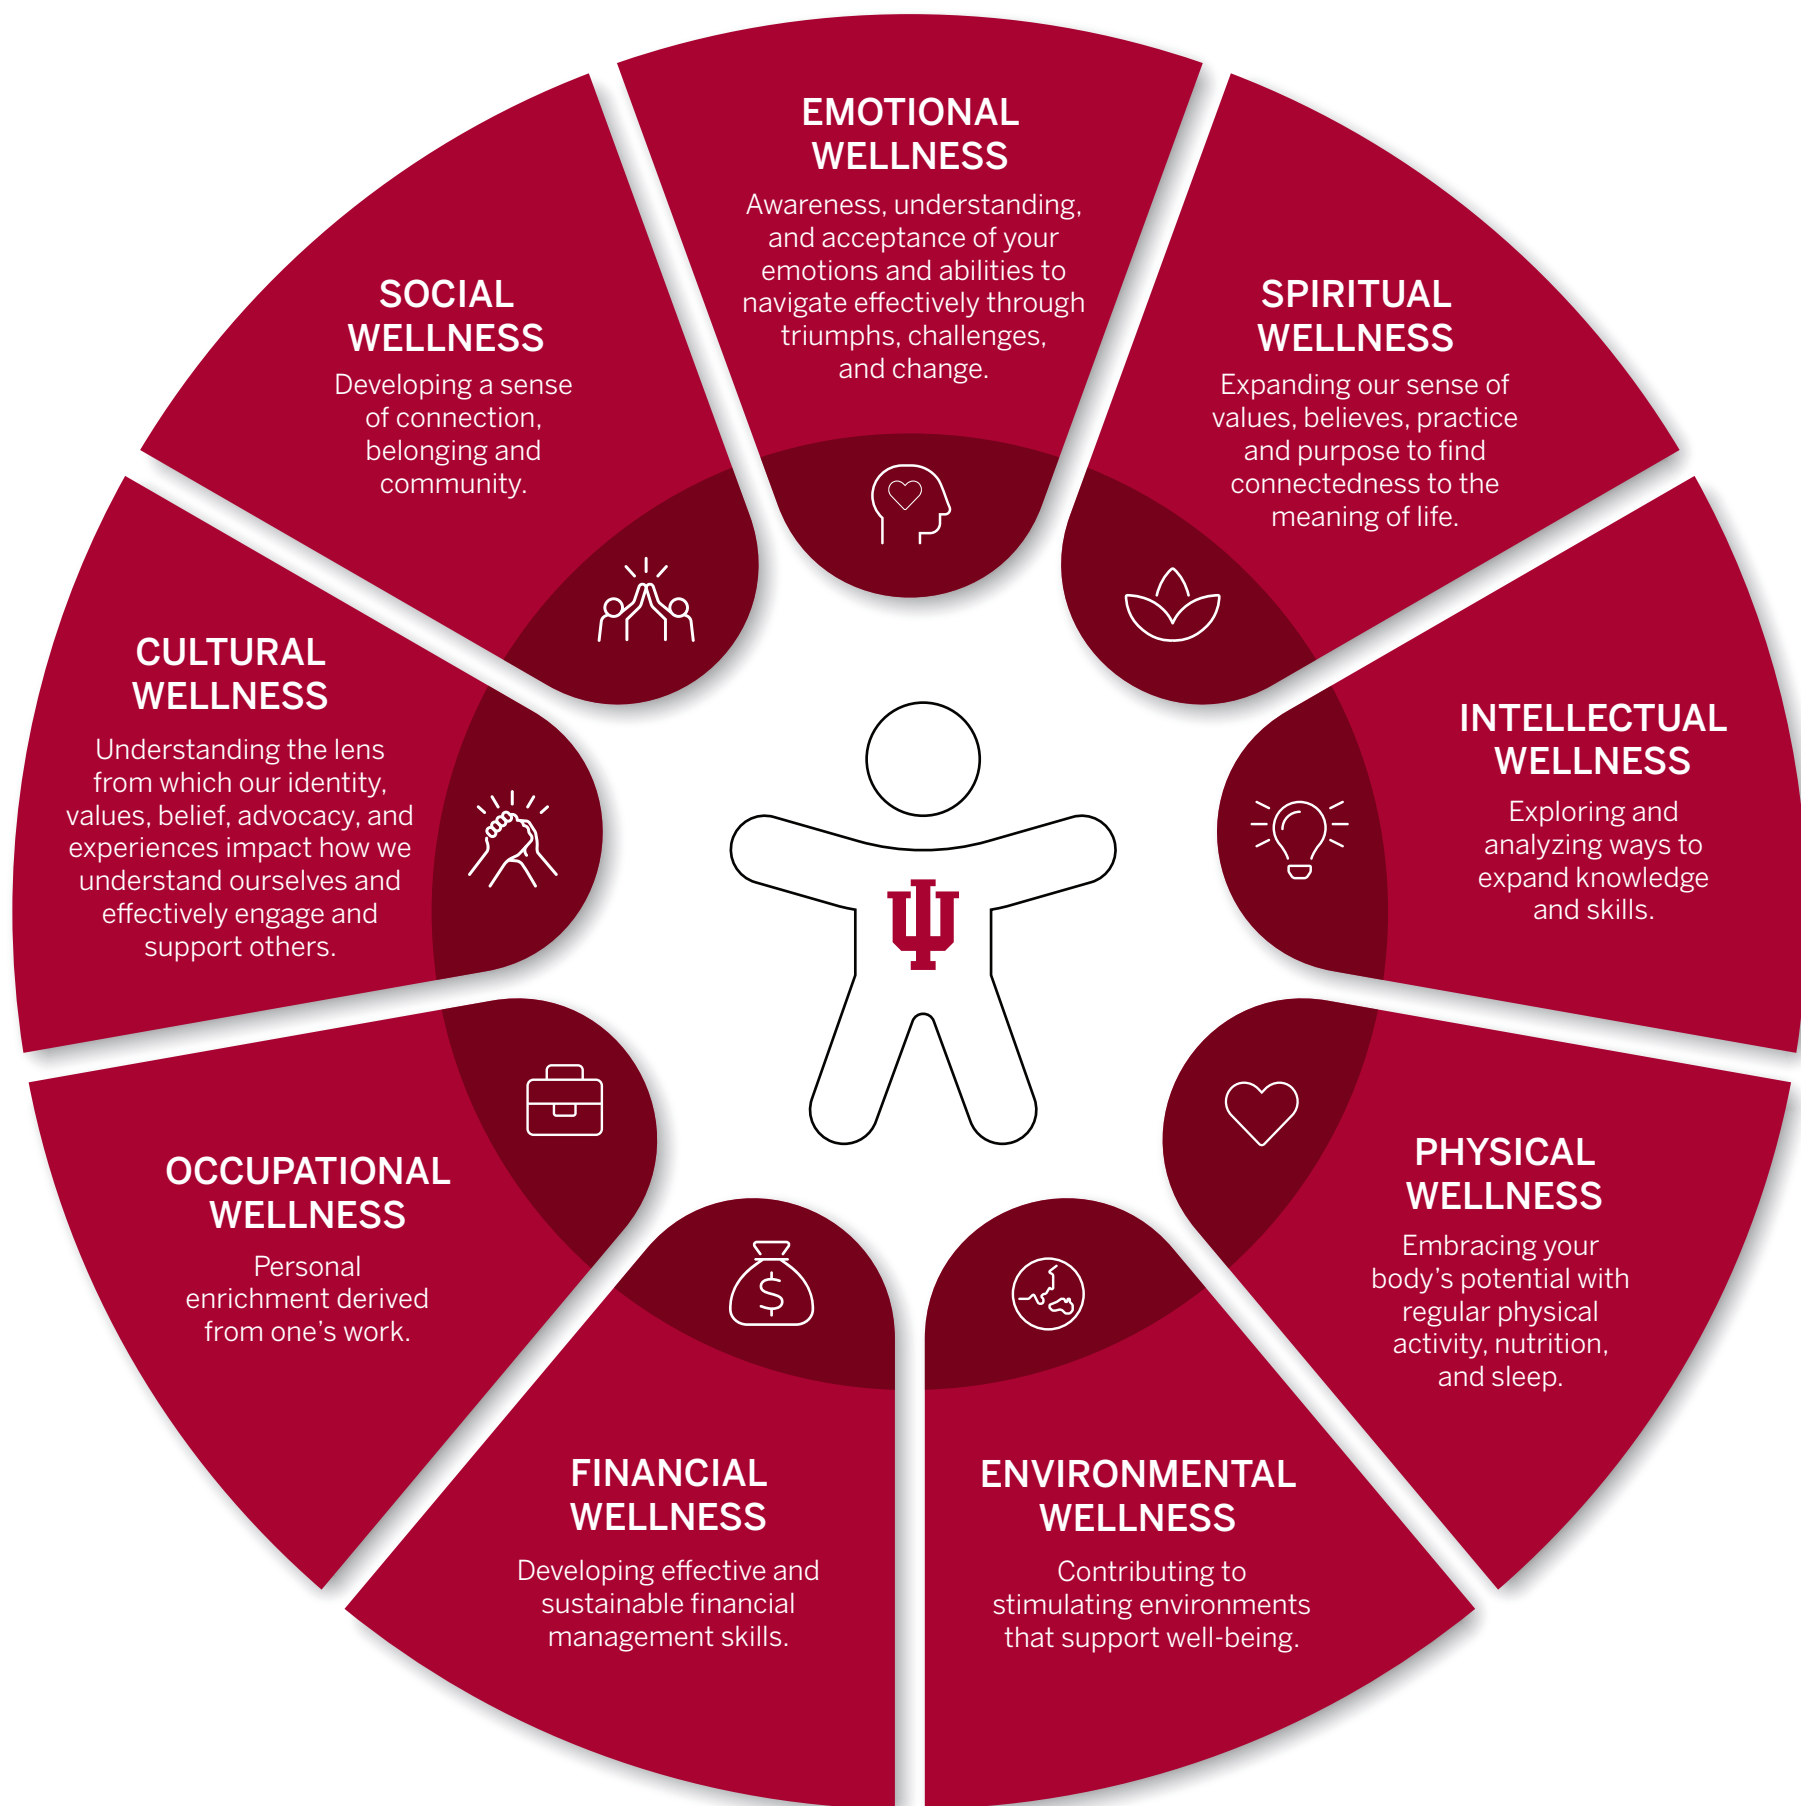 EMOTIONAL
WELLNESS
Awareness, understanding,
and acceptance of your
emotions and abilities to
navigate effectively through
triumphs, challenges,
and change.
SPIRITUAL
WELLNESS
Expanding our sense of
values, believes, practice
and purpose to find
connectedness to the
meaning of life.
INTELLECTUAL
WELLNESS
Exploring and
analyzing ways to
expand knowledge
and skills.
PHYSICAL
WELLNESS
Embracing your
body's potential with
regular physical
activity, nutrition,
and sleep.
ENVIRONMENTAL
WELLNESS
Contributing to
stimulating environments
that support well-being.
FINANCIAL
WELLNESS
Developing effective and
sustainable financial
management skills.
OCCUPATIONAL
WELLNESS
Personal
enrichment derived
from one's work.
CULTURAL
WELLNESS
Understanding the lens
from which our identity,
values, belief, advocacy, and
experiences impact how we
understand ourselves and
effectively engage and
support others.
SOCIAL
WELLNESS
Developing a sense
of connection,
belonging and
community.
$
IU